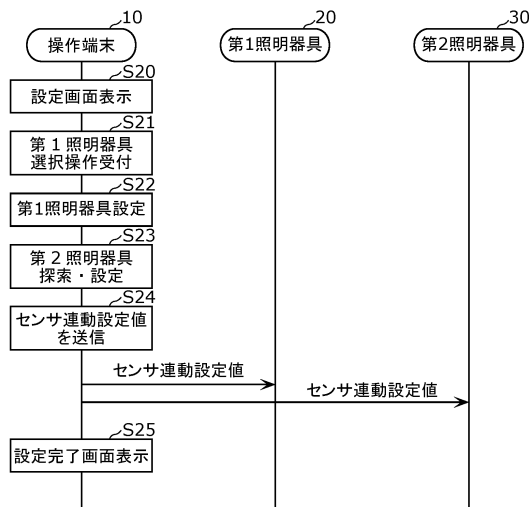 10
20
30
操作端末
第1照明器具
第2照明器具
S20
設定画面表示
S21
第1照明器具
選択操作受付
S22
第1照明器具設定
S23
第2照明器具
探索・設定
S24
センサ連動設定値
を送信
センサ連動設定値
センサ連動設定値
S25
設定完了画面表示